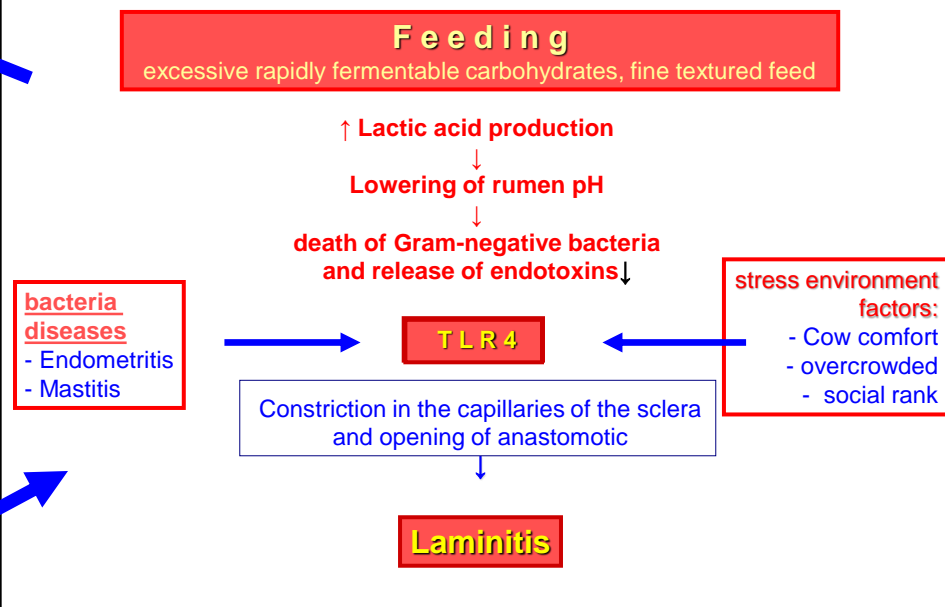 Feeding
excessive rapidly fermentable carbohydrates, fine textured feed
↑ Lactic acid production
↓
Lowering of rumen pH
↓
death of Gram-negative bacteria
and release of endotoxins↓
bacteria
diseases
- Endometritis
- Mastitis
TLR4
stress environment
factors:
- Cow comfort
- overcrowded
- social rank
Constriction in the capillaries of the sclera
and opening of anastomotic
↓
Laminitis